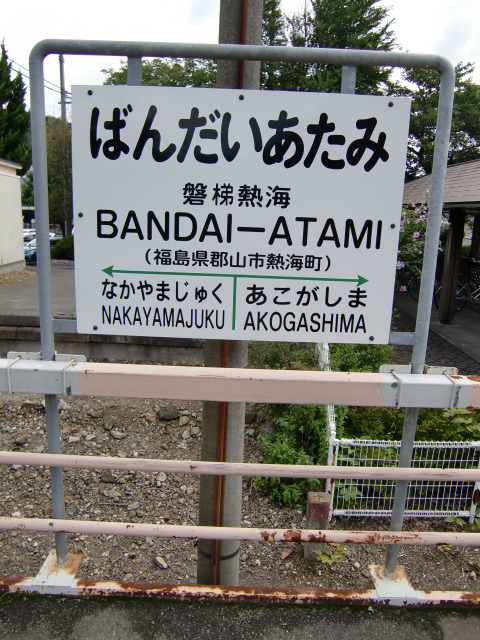 ばんだいあたみ
磐梯熱海
BANDAI-ATAMI
(福島県郡山市熱海町)
なかやまじゅく あこがしま
NAKAYAMAJUKU AKOGASHIMA